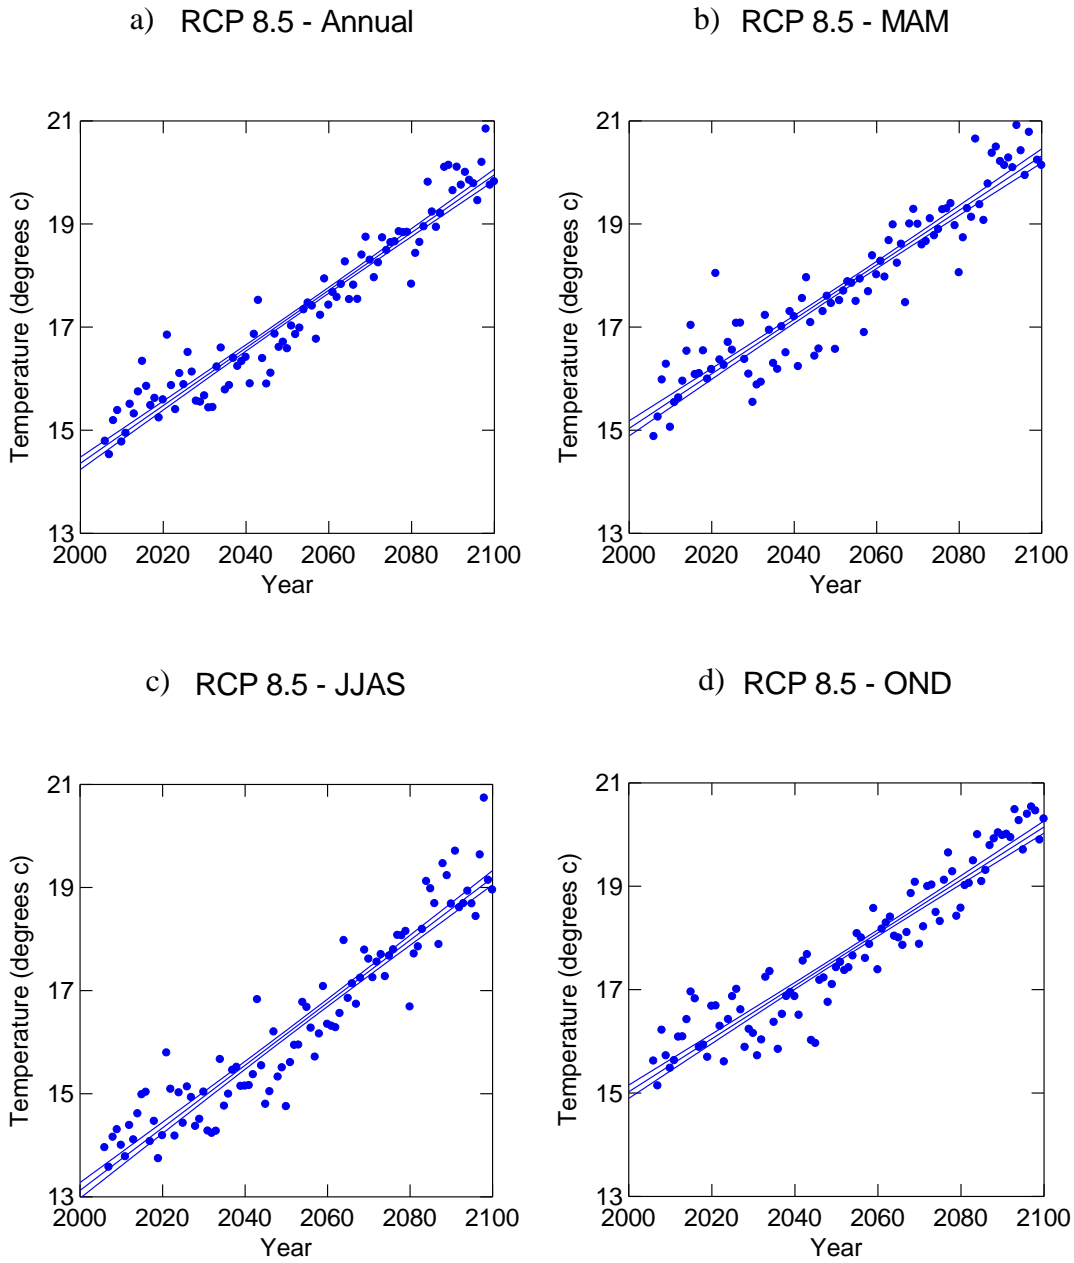 a) RCP 8.5 - Annual
21
19
17
15
13
Temperature (degrees c)
2000 2020 2040 2060 2080 2100
Year
b) RCP 8.5 - MAM
21
19
17
15
13
Temperature (degrees c)
2000 2020 2040 2060 2080 2100
Year
c) RCP 8.5 - JJAS
21
19
17
15
13
Temperature (degrees c)
2000 2020 2040 2060 2080 2100
Year
d) RCP 8.5 - OND
21
19
17
15
13
Temperature (degrees c)
2000 2020 2040 2060 2080 2100
Year